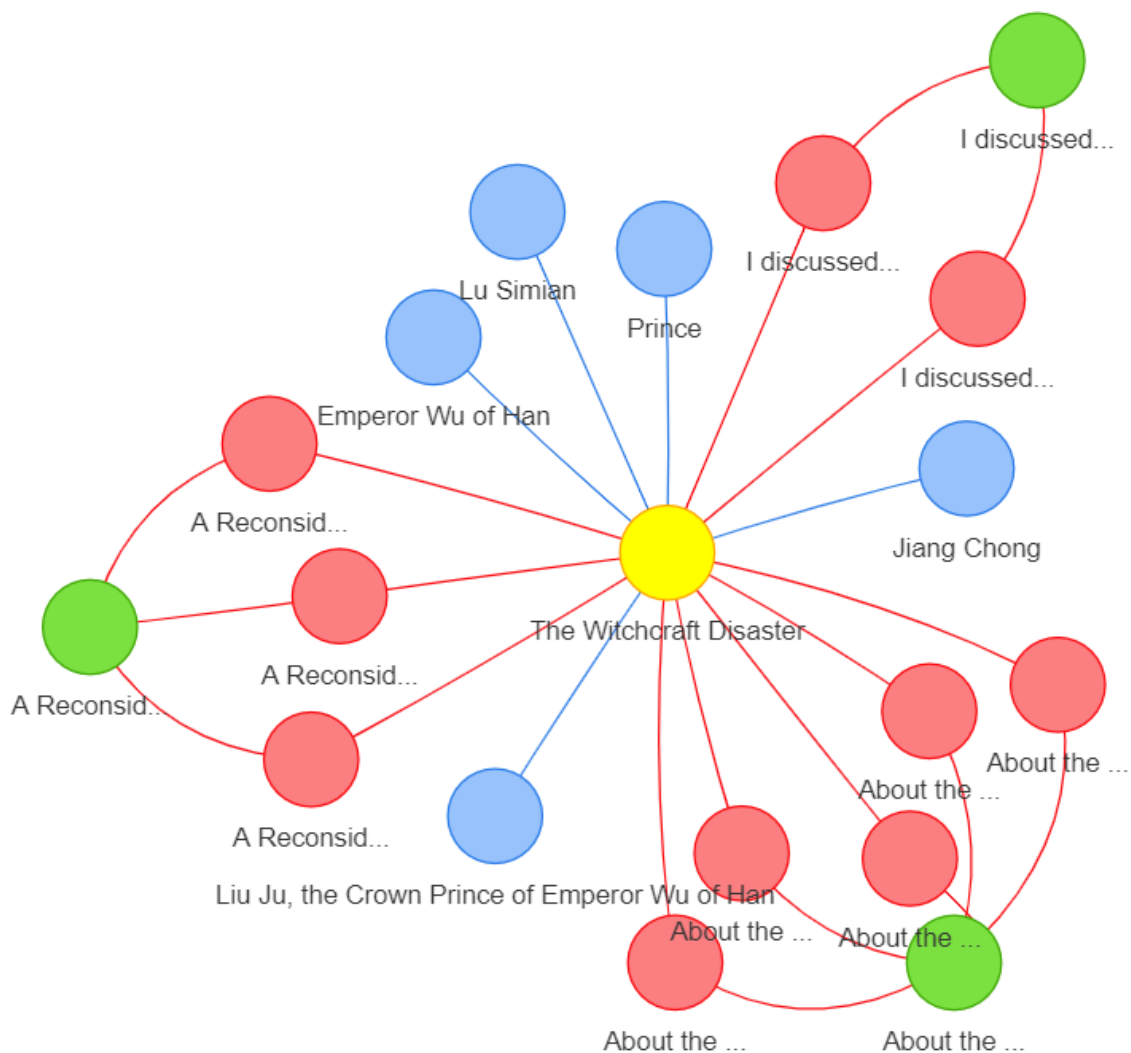 I discussed...
I discussed...
Lu Simian
Prince
I discussed...
Emperor Wu of Han
A Reconsid...
Jiang Chong
The Witchcraft Disaster
A Reconsid...
A Reconsid...
About the ...
About the ...
A Reconsid...
Liu Ju, the Crown Prince of Emperor Wu of Han
About the ...
About the ...
About the ...
About the ...